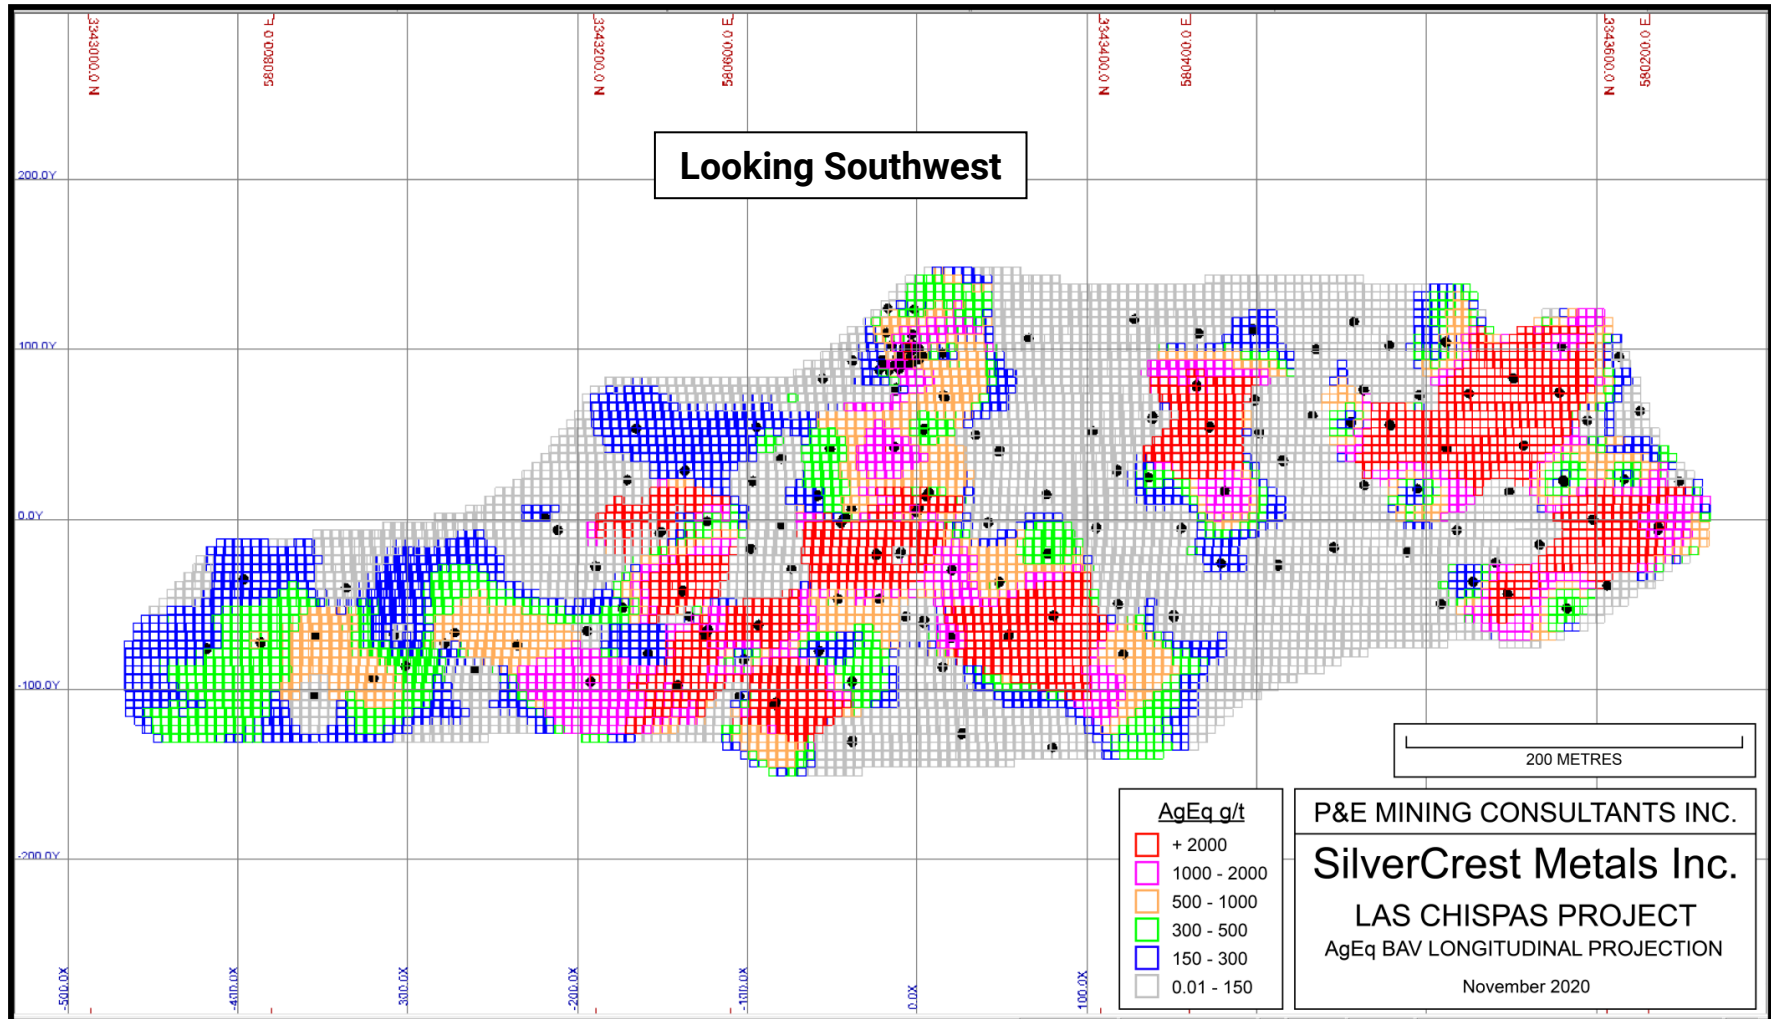 3343000.0 N
580800.0 E
3343200.0 N
580600.0 E
3343400.0 N
580400.0 E
3343600.0 N
580200.0 E
Looking Southwest
200.0Y
100.0Y
0.0Y
-100.0Y
-200.0Y
-500.0X
-400.0X
-300.0X
-200.0X
-100.0X
0.0X
100.0X
200 METRES
AgEq g/t
+ 2000
1000 - 2000
500 - 1000
300 - 500
150 - 300
0.01 - 150
P&E MINING CONSULTANTS INC.
SilverCrest Metals Inc.
LAS CHISPAS PROJECT
AgEq BAV LONGITUDINAL PROJECTION
November 2020